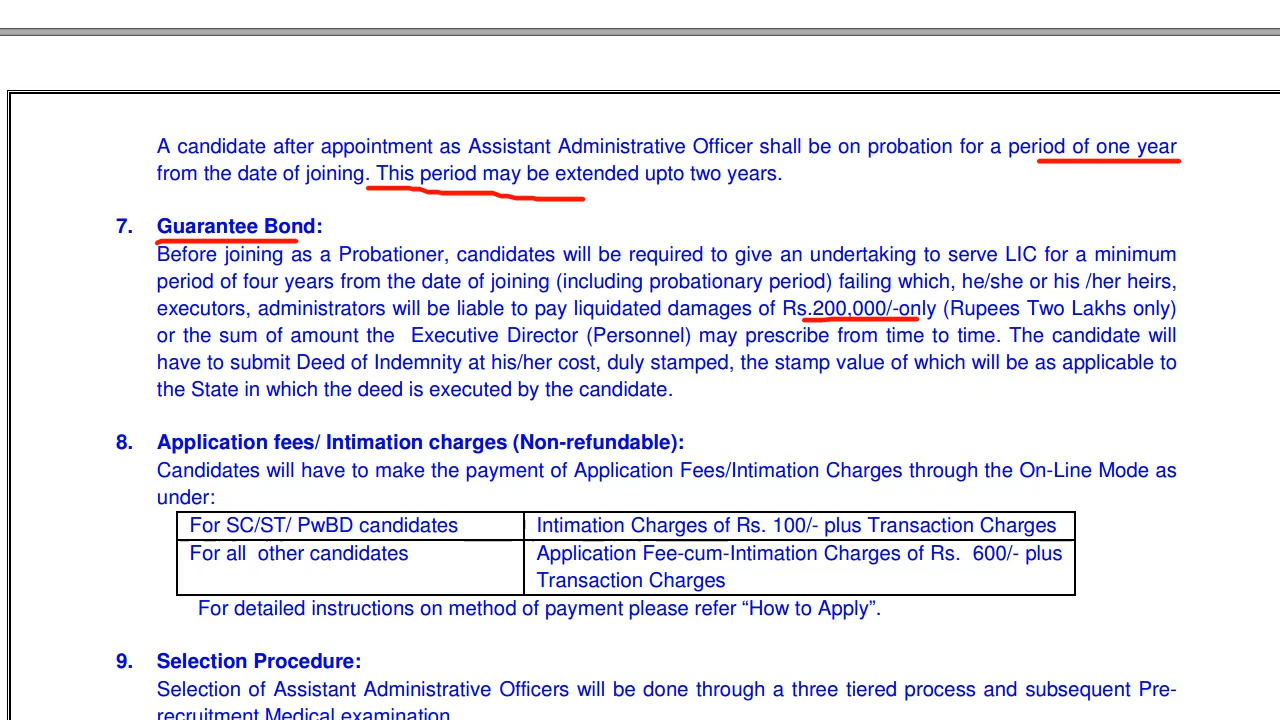 A candidate after appointment as Assistant Administrative Officer shall be on probation for a period of one year
from the date of joining. This period may be extended upto two years.
7. Guarantee Bond:
Before joining as a Probationer, candidates will be required to give an undertaking to serve LIC for a minimum
period of four years from the date of joining (including probationary period) failing which, he/she or his /her heirs,
executors, administrators will be liable to pay liquidated damages of Rs.200,000/-only (Rupees Two Lakhs only)
or the sum of amount the Executive Director (Personnel) may prescribe from time to time. The candidate will
have to submit Deed of Indemnity at his/her cost, duly stamped, the stamp value of which will be as applicable to
the State in which the deed is executed by the candidate.
8. Application fees/ Intimation charges (Non-refundable):
Candidates will have to make the payment of Application Fees/Intimation Charges through the On-Line Mode as
under:
For SC/ST/ PwBD candidates Intimation Charges of Rs. 100/- plus Transaction Charges
For all other candidates Application Fee-cum-Intimation Charges of Rs. 600/- plus
Transaction Charges
For detailed instructions on method of payment please refer “How to Apply”.
9. Selection Procedure:
Selection of Assistant Administrative Officers will be done through a three tiered process and subsequent Pre-
recruitment Medical examination.